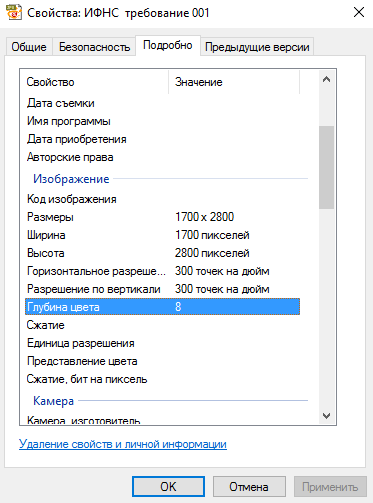 Свойства: ИФНС требование 001
Общие
Безопасность
Подробно
Предыдущие версии
Свойство Значение
Дата съемки
Имя программы
Дата приобретения
Авторские права
Изображение
Код изображения
Размеры 1700 x 2800
Ширина 1700 пикселей
Высота 2800 пикселей
Горизонтальное разреше... 300 точек на дюйм
Разрешение по вертикали 300 точек на дюйм
Глубина цвета 8
Сжатие
Единица разрешения
Представление цвета
Сжатие, бит на пиксель
Камера
Камера, изготовитель
Удаление свойств и личной информации
OK Отмена Применить